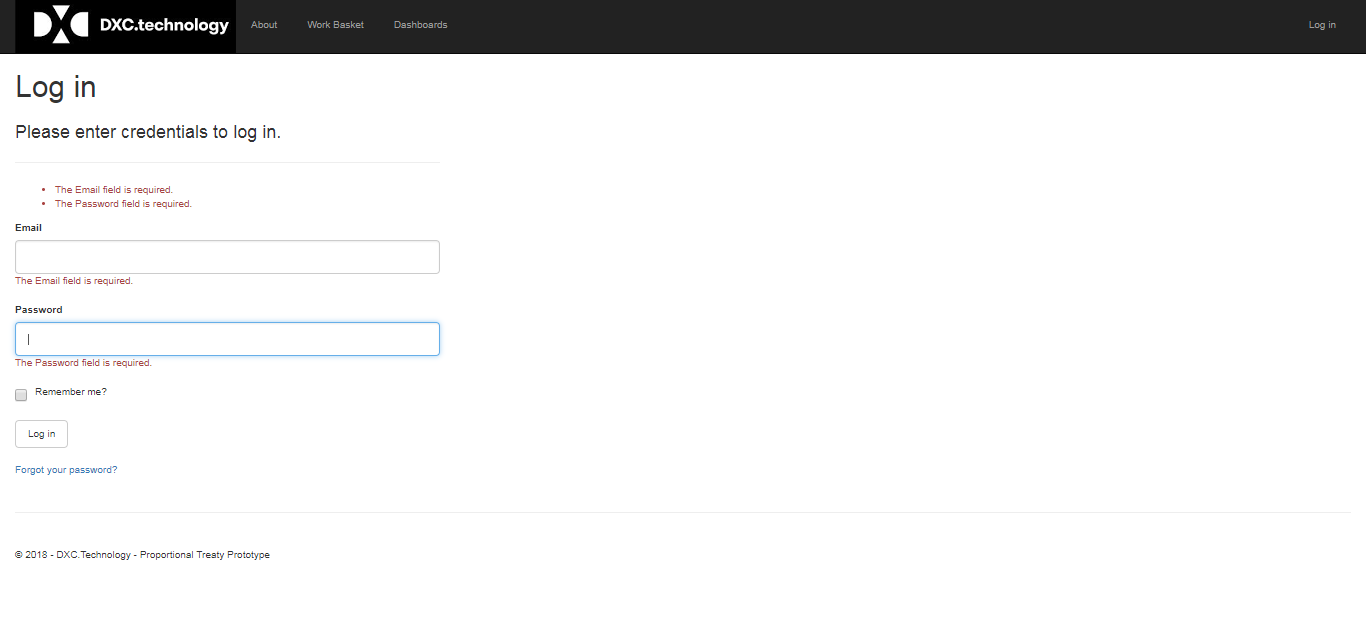 DXC.technology About Work Basket Dashboards Log in
Log in
Please enter credentials to log in.
The Email field is required.
The Password field is required.
Email
The Email field is required.
Password
The Password field is required.
Remember me?
Log in
Forgot your password?
© 2018 - DXC.Technology - Proportional Treaty Prototype